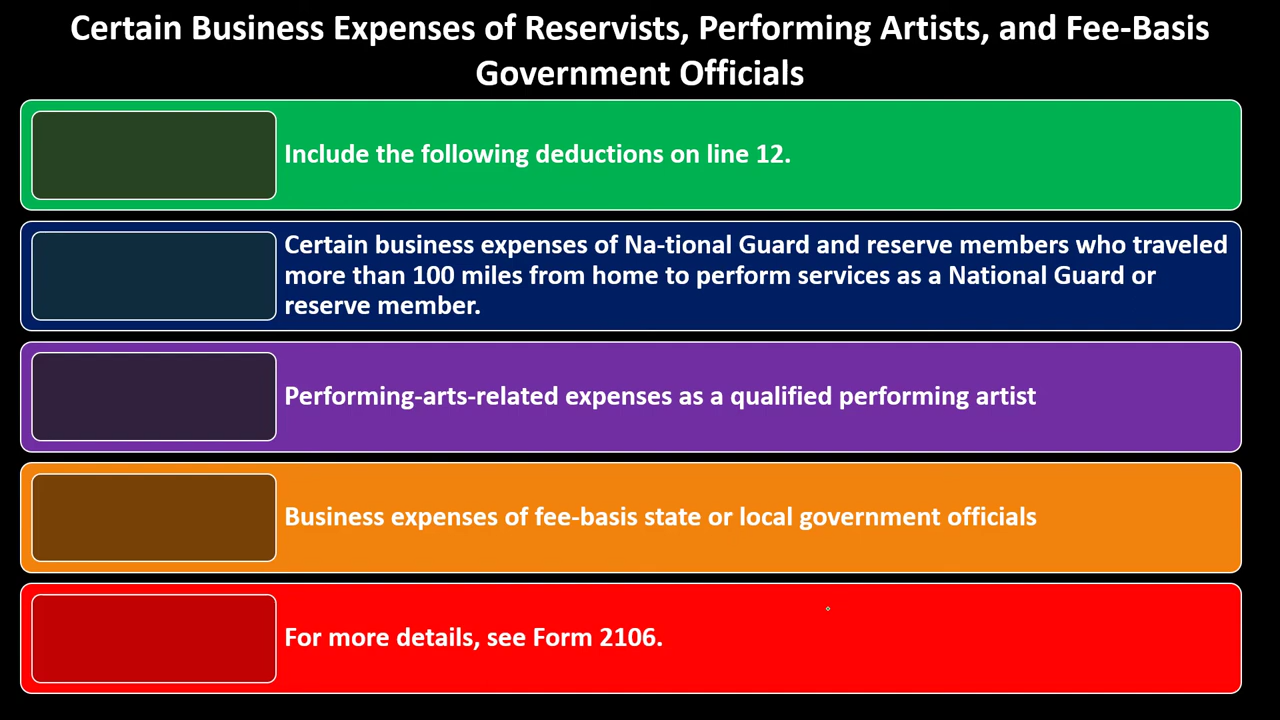 Certain Business Expenses of Reservists, Performing Artists, and Fee-Basis
Government Officials
Include the following deductions on line 12.
Certain business expenses of Na-tional Guard and reserve members who traveled
more than 100 miles from home to perform services as a National Guard or
reserve member.
Performing-arts-related expenses as a qualified performing artist
Business expenses of fee-basis state or local government officials
For more details, see Form 2106.